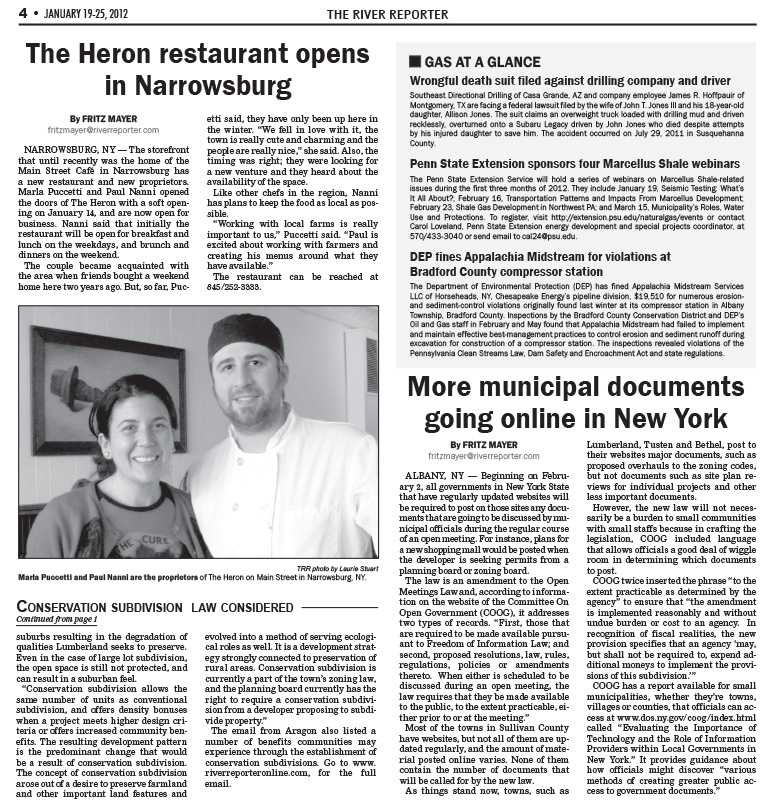 4 • JANUARY 19-25, 2012
THE RIVER REPORTER
The Heron restaurant opens
in Narrowsburg
By FRITZ MAYER
fritzmayer@riverreporter.com
NARROWSBURG, NY — The storefront
that until recently was the home of the
Main Street Café in Narrowsburg has
a new restaurant and new proprietors.
Marla Puccetti and Paul Nanni opened
the doors of The Heron with a soft open-
ing on January 14, and are now open for
business. Nanni said that initially the
restaurant will be open for breakfast and
lunch on the weekdays, and brunch and
dinners on the weekend.
The couple became acquainted with
the area when friends bought a weekend
home here two years ago. But, so far, Puc-
etti said, they have only been up here in
the winter. “We fell in love with it, the
town is really cute and charming and the
people are really nice,” she said. Also, the
timing was right; they were looking for
a new venture and they heard about the
availability of the space.
Like other chefs in the region, Nanni
has plans to keep the food as local as pos-
sible.
“Working with local farms is really
important to us,” Puccetti said. “Paul is
excited about working with farmers and
creating his menus around what they
have available.”
The restaurant can be reached at
845/252-3333.
THE CURE
TRR photo by Laurie Stuart
Marla Puccetti and Paul Nanni are the proprietors of The Heron on Main Street in Narrowsburg, NY.
CONSERVATION SUBDIVISION LAW CONSIDERED
Continued from page 1
suburbs resulting in the degradation of
qualities Lumberland seeks to preserve.
Even in the case of large lot subdivision,
the open space is still not protected, and
can result in a suburban feel.
“Conservation subdivision allows the
same number of units as conventional
subdivision, and offers density bonuses
when a project meets higher design cri-
teria or offers increased community ben-
efits. The resulting development pattern
is the predominant change that would
be a result of conservation subdivision.
The concept of conservation subdivision
arose out of a desire to preserve farmland
and other important land features and
evolved into a method of serving ecologi-
cal roles as well. It is a development strat-
egy strongly connected to preservation of
rural areas. Conservation subdivision is
currently a part of the town’s zoning law,
and the planning board currently has the
right to require a conservation subdivi-
sion from a developer proposing to subdi-
vide property.”
The email from Aragon also listed a
number of benefits communities may
experience through the establishment of
conservation subdivisions. Go to www.
riverreporteronline.com, for the full
email.
GAS AT A GLANCE
Wrongful death suit filed against drilling company and driver
Southeast Directional Drilling of Casa Grande, AZ and company employee James R. Hoffpauir of
Montgomery, TX are facing a federal lawsuit filed by the wife of John T. Jones III and his 18-year-old
daughter, Allison Jones. The suit claims an overweight truck loaded with drilling mud and driven
recklessly, overturned onto a Subaru Legacy driven by John Jones who died despite attempts
by his injured daughter to save him. The accident occurred on July 29, 2011 in Susquehanna
County.
Penn State Extension sponsors four Marcellus Shale webinars
The Penn State Extension Service will hold a series of webinars on Marcellus Shale-related
issues during the first three months of 2012. They include January 19, Seismic Testing: What’s
It All About?; February 16, Transportation Patterns and Impacts From Marcellus Development;
February 23, Shale Gas Development in Northwest PA; and March 15, Municipality’s Roles, Water
Use and Protections. To register, visit http://extension.psu.edu/naturalgas/events or contact
Carol Loveland, Penn State Extension energy development and special projects coordinator, at
570/433-3040 or send email to cal24@psu.edu.
DEP fines Appalachia Midstream for violations at
Bradford County compressor station
The Department of Environmental Protection (DEP) has fined Appalachia Midstream Services
LLC of Horseheads, NY, Chesapeake Energy’s pipeline division, $19,510 for numerous erosion-
and sediment-control violations originally found last winter at its compressor station in Albany
Township, Bradford County. Inspections by the Bradford County Conservation District and DEP’s
Oil and Gas staff in February and May found that Appalachia Midstream had failed to implement
and maintain effective best-management practices to control erosion and sediment runoff during
excavation for construction of a compressor station. The inspections revealed violations of the
Pennsylvania Clean Streams Law, Dam Safety and Encroachment Act and state regulations.
More municipal documents
going online in New York
By FRITZ MAYER
fritzmayer@riverreporter.com
ALBANY, NY — Beginning on Febru-
ary 2, all governments in New York State
that have regularly updated websites will
be required to post on those sites any docu-
ments that are going to be discussed by mu-
nicipal officials during the regular course
of an open meeting. For instance, plans for
a new shopping mall would be posted when
the developer is seeking permits from a
planning board or zoning board.
The law is an amendment to the Open
Meetings Law and, according to informa-
tion on the website of the Committee On
Open Government (COOG), it addresses
two types of records. “First, those that
are required to be made available pursu-
ant to Freedom of Information Law; and
second, proposed resolutions, law, rules,
regulations, policies or amendments
thereto. When either is scheduled to be
discussed during an open meeting, the
law requires that they be made available
to the public, to the extent practicable, ei-
ther prior to or at the meeting.”
Most of the towns in Sullivan County
have websites, but not all of them are up-
dated regularly, and the amount of mate-
rial posted online varies. None of them
contain the number of documents that
will be called for by the new law.
As things stand now, towns, such as
Lumberland, Tusten and Bethel, post to
their websites major documents, such as
proposed overhauls to the zoning codes,
but not documents such as site plan re-
views for individual projects and other
less important documents.
However, the new law will not neces-
sarily be a burden to small communities
with small staffs because in crafting the
legislation, COOG included language
that allows officials a good deal of wiggle
room in determining which documents
to post.
COOG twice inserted the phrase “to the
extent practicable as determined by the
agency” to ensure that “the amendment
is implemented reasonably and without
undue burden or cost to an agency. In
recognition of fiscal realities, the new
provision specifies that an agency ‘may,
but shall not be required to, expend ad-
ditional moneys to implement the provi-
sions of this subdivision.’”
COOG has a report available for small
municipalities, whether they’re towns,
villages or counties, that officials can ac-
cess at www.dos.ny.gov/coog/index.html
called “Evaluating the Importance of
Technology and the Role of Information
Providers within Local Governments in
New York.” It provides guidance about
how officials might discover “various
methods of creating greater public ac-
cess to government.”